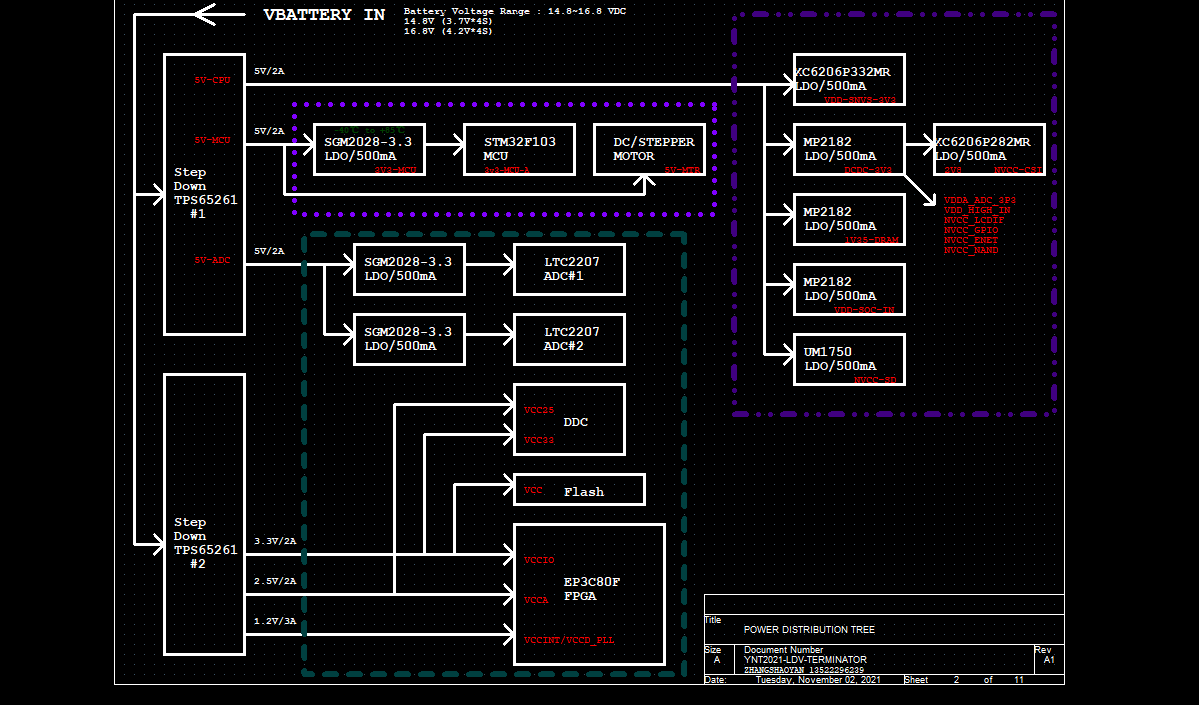 VBATTERY IN
Battery Voltage Range : 14.8~16.8 VDC
14.8V (3.7V*4S)
16.8V (4.2V*4S)
5V-CPU
5V/2A
5V-MCU
5V/2A
Step
Down
TPS65261
#1
5V-ADC
5V/2A
-40℃ to +85℃
SGM2028-3.3
LDO/500mA
3V3-MCU
STM32F103
MCU
3v3-MCU-A
DC/STEPPER
MOTOR
5V-MTR
SGM2028-3.3
LDO/500mA
LTC2207
ADC#1
SGM2028-3.3
LDO/500mA
LTC2207
ADC#2
VCC25
DDC
VCC33
VCC
Flash
Step
Down
TPS65261
#2
3.3V/2A
2.5V/2A
1.2V/3A
VCCIO
EP3C80F
FPGA
VCCA
VCCINT/VCCD_PLL
XC6206P332MR
LDO/500mA
VDD-SNVS-3V3
MP2182
LDO/500mA
DCDC-3V3
XC6206P282MR
2V8
NVCC-CSI
VDDA_ADC_3P3
VDD_HIGH_IN
NVCC_LCDIF
NVCC_GPIO
NVCC_ENET
NVCC_NAND
MP2182
LDO/500mA
1V35-DRAM
MP2182
LDO/500mA
VDD-SOC-IN
UM1750
LDO/500mA
NVCC-SD
Title
POWER DISTRIBUTION TREE
Size
A
Document Number
YNT2021-LDV-TERMINATOR
ZHANGSHAOYAN 13522296239
Rev
A1
Date: Tuesday, November 02, 2021 Sheet 2 of 11